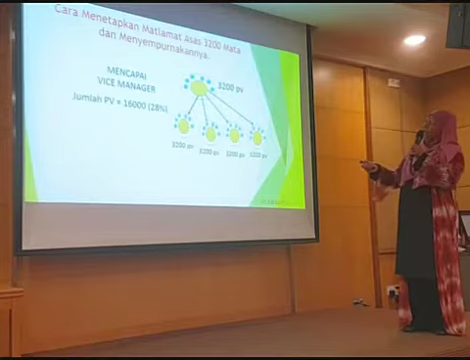 Cara Menetapkan Matlamat Asas 3200 Mata
dan Menyempurnakannya.
MENCAPAI
VICE MANAGER
Jumlah PV = 16000 (28%)
3200 pv
3200 pv
3200 pv
3200 pv
3200 pv